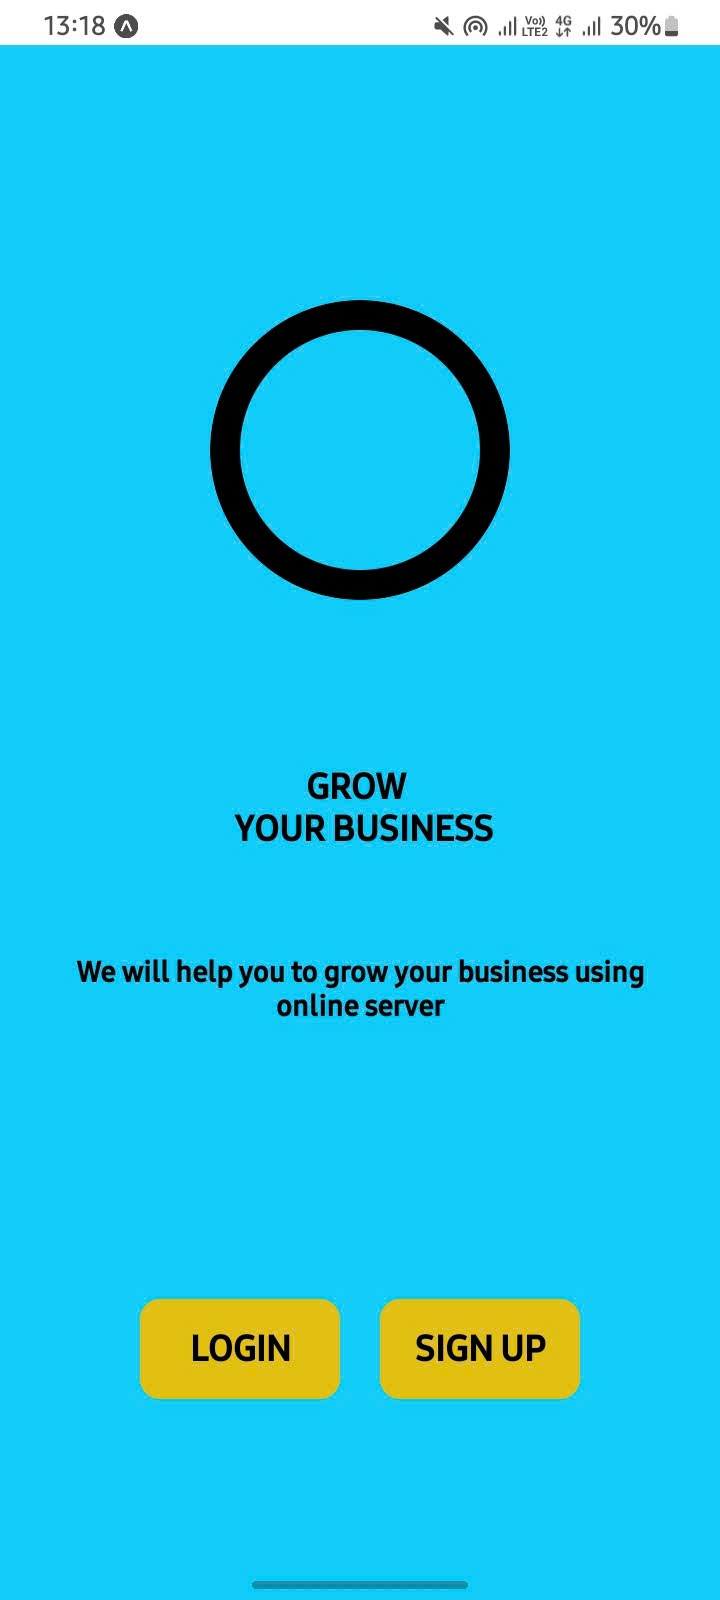 13:18
Vo)) 4G
LTE2 30%
GROW
YOUR BUSINESS
We will help you to grow your business using
online server
LOGIN SIGN UP